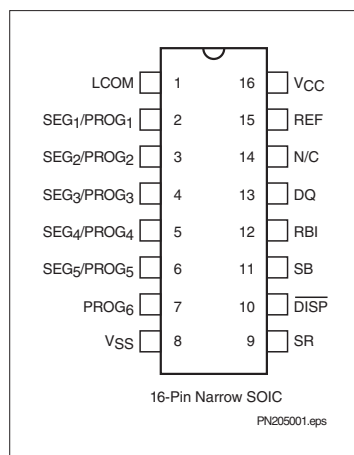 LCOM 1 16 VCC
SEG1/PROG1 2 15 REF
SEG2/PROG2 3 14 N/C
SEG3/PROG3 4 13 DQ
SEG4/PROG4 5 12 RBI
SEG5/PROG5 6 11 SB
PROG6 7 10 DISP
VSS 8 9 SR
16-Pin Narrow SOIC
PN205001.eps